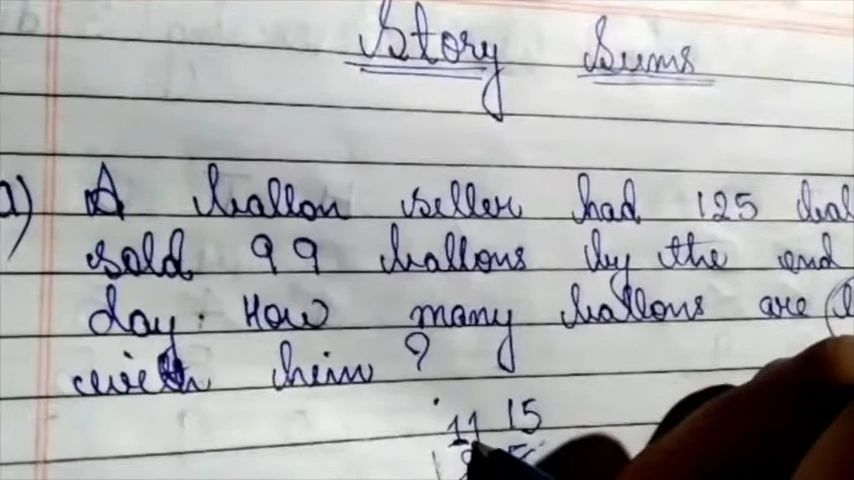 Story Sums
a) A ballon seller had 125 bal
sold 99 ballons by the end
day. How many ballons are
with him ?
11 15